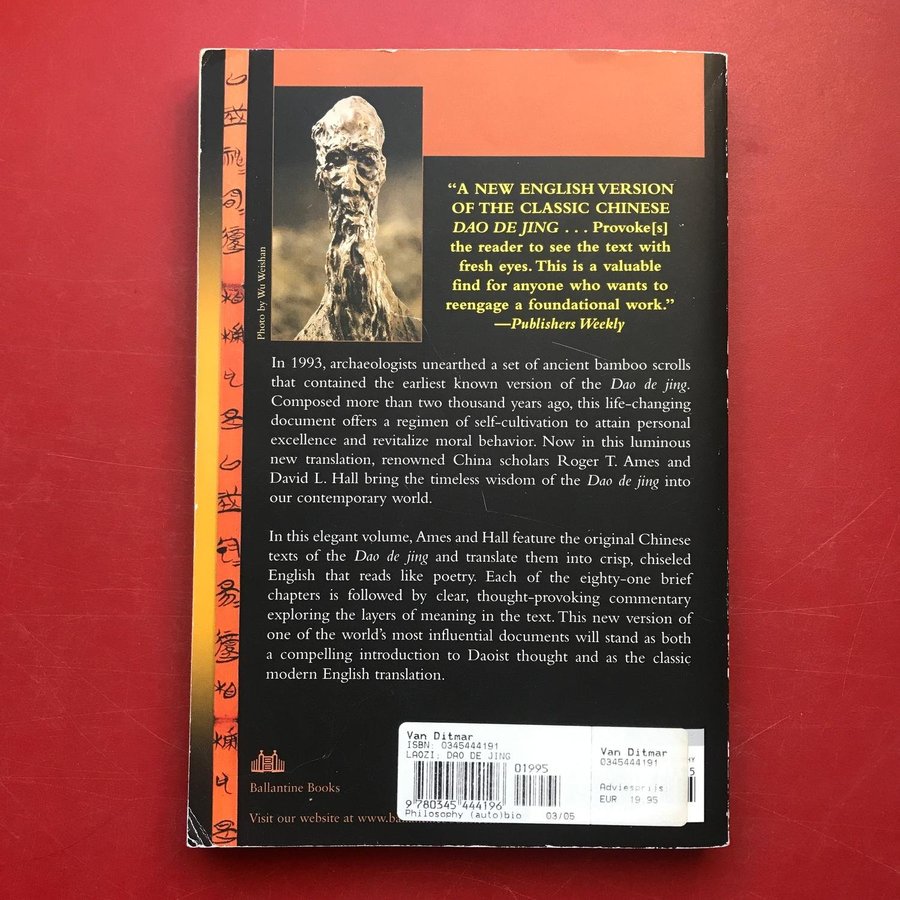 Photo by Wu Weishan
“A NEW ENGLISH VERSION
OF THE CLASSIC CHINESE
DAO DE JING . . . Provoke[s]
the reader to see the text with
fresh eyes. This is a valuable
find for anyone who wants to
reengage a foundational work.”
—Publishers Weekly
In 1993, archaeologists unearthed a set of ancient bamboo scrolls
that contained the earliest known version of the Dao de jing.
Composed more than two thousand years ago, this life-changing
document offers a regimen of self-cultivation to attain personal
excellence and revitalize moral behavior. Now in this luminous
new translation, renowned China scholars Roger T. Ames and
David L. Hall bring the timeless wisdom of the Dao de jing into
our contemporary world.
In this elegant volume, Ames and Hall feature the original Chinese
texts of the Dao de jing and translate them into crisp, chiseled
English that reads like poetry. Each of the eighty-one brief
chapters is followed by clear, thought-provoking commentary
exploring the layers of meaning in the text. This new version of
one of the world’s most influential documents will stand as both
a compelling introduction to Daoist thought and as the classic
modern English translation.
Ballantine Books
Visit our website at www.ba
Van Ditmar
ISBN: 0345444191
LAOZI; DAO DE JING
01995
9 780345 444196
Philosophy (auto)bio 03/05
Van Ditmar
0345444191
Adviesprijs
EUR 19.95
HY
5